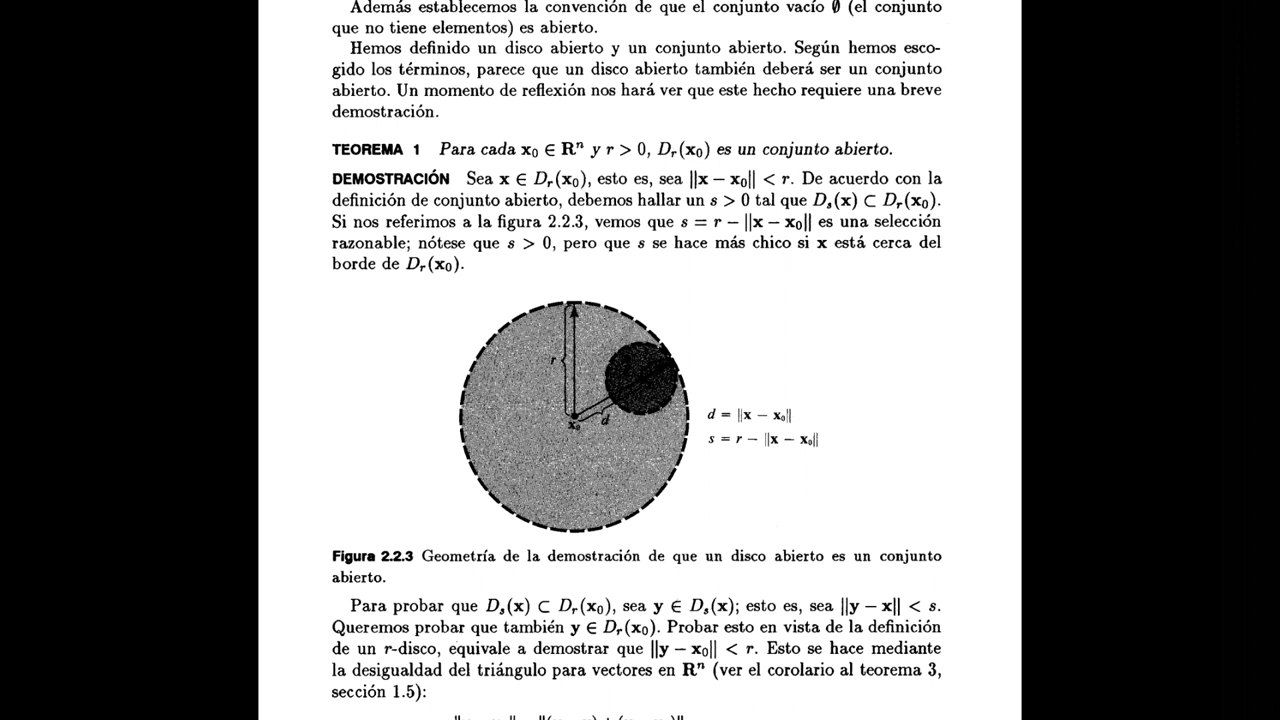 Además establecemos la convención de que el conjunto vacío ∅ (el conjunto
que no tiene elementos) es abierto.
Hemos definido un disco abierto y un conjunto abierto. Según hemos esco-
gido los términos, parece que un disco abierto también deberá ser un conjunto
abierto. Un momento de reflexión nos hará ver que este hecho requiere una breve
demostración.
TEOREMA 1 Para cada x₀ ∈ Rⁿ y r > 0, Dᵣ(x₀) es un conjunto abierto.
DEMOSTRACIÓN Sea x ∈ Dᵣ(x₀), esto es, sea ||x − x₀|| < r. De acuerdo con la
definición de conjunto abierto, debemos hallar un s > 0 tal que Dₛ(x) ⊂ Dᵣ(x₀).
Si nos referimos a la figura 2.2.3, vemos que s = r − ||x − x₀|| es una selección
razonable; nótese que s > 0, pero que s se hace más chico si x está cerca del
borde de Dᵣ(x₀).
r
x₀
d
d = ||x − x₀||
s = r − ||x − x₀||
Figura 2.2.3 Geometría de la demostración de que un disco abierto es un conjunto
abierto.
Para probar que Dₛ(x) ⊂ Dᵣ(x₀), sea y ∈ Dₛ(x); esto es, sea ||y − x|| < s.
Queremos probar que también y ∈ Dᵣ(x₀). Probar esto en vista de la definición
de un r-disco, equivale a demostrar que ||y − x₀|| < r. Esto se hace mediante
la desigualdad del triángulo para vectores en Rⁿ (ver el corolario al teorema 3,
sección 1.5):